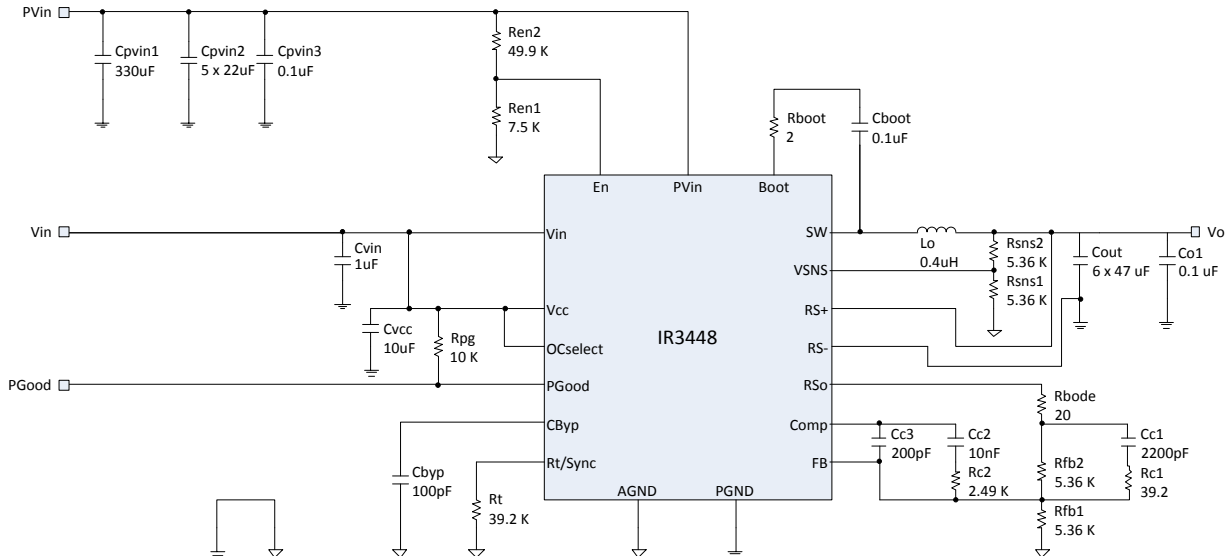 PVin
Cpvin1
330uF
Cpvin2
5 x 22uF
Cpvin3
0.1uF
Ren2
49.9 K
Ren1
7.5 K
Rboot
2
Cboot
0.1uF
En
PVin
Boot
Vin
Cvin
1uF
Vin
SW
Lo
0.4uH
Rsns2
5.36 K
Rsns1
5.36 K
Cout
6 x 47 uF
Co1
0.1 uF
Vo
VSNS
Vcc
RS+
Cvcc
10uF
Rpg
10 K
OCselect
IR3448
RS-
PGood
PGood
RSo
Rbode
20
CByp
Comp
Cc3
200pF
Cc2
10nF
Cc1
2200pF
Rt/Sync
FB
Cbyp
100pF
Rt
39.2 K
AGND
PGND
Rc2
2.49 K
Rfb2
5.36 K
Rc1
39.2
Rfb1
5.36 K